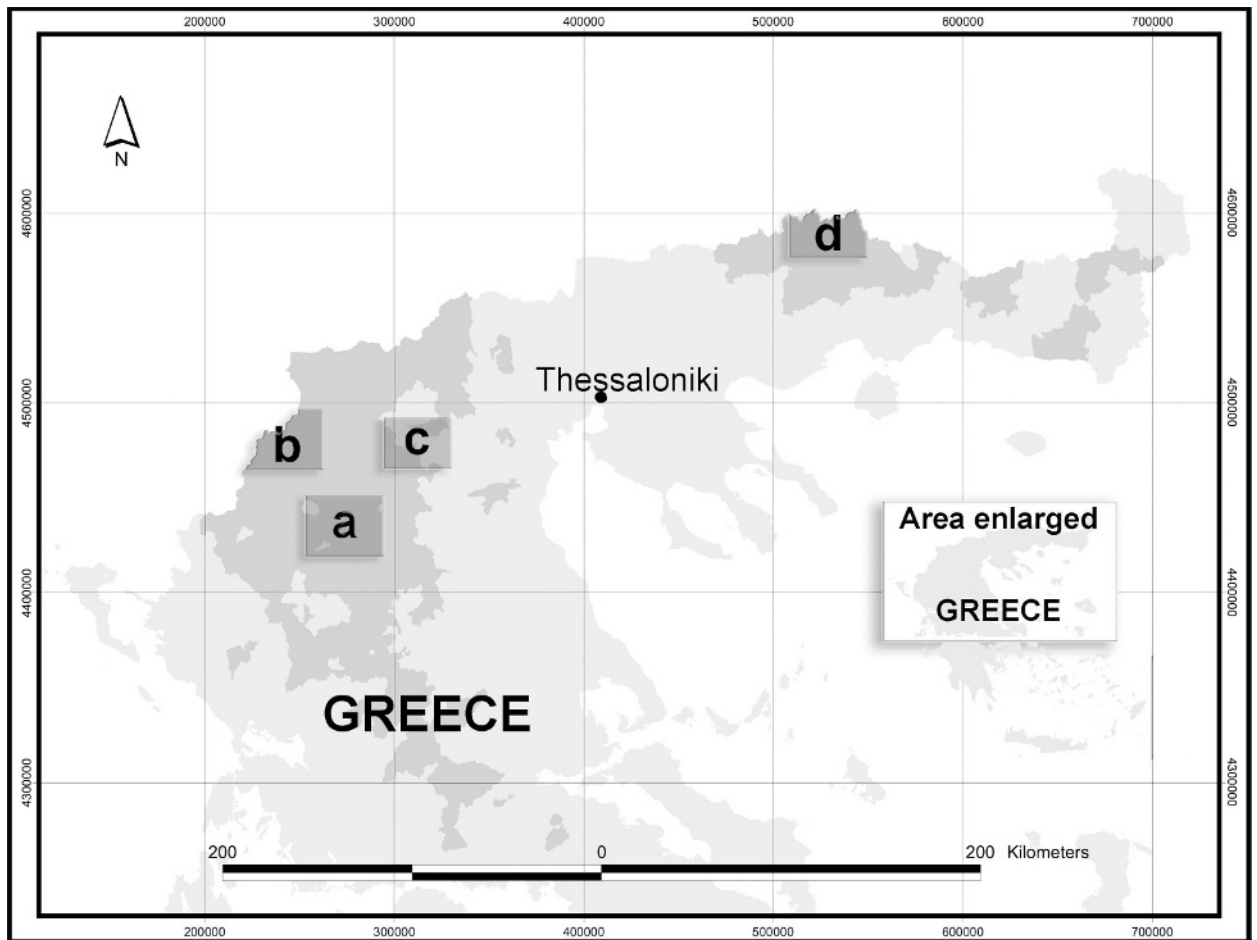 200000 300000 400000 500000 600000 700000
N
4600000 4600000
d
Thessaloniki
4500000 4500000
b c
Area enlarged
a
4400000 4400000
GREECE
GREECE
4300000 4300000
200 0 200 Kilometers
200000 300000 400000 500000 600000 700000